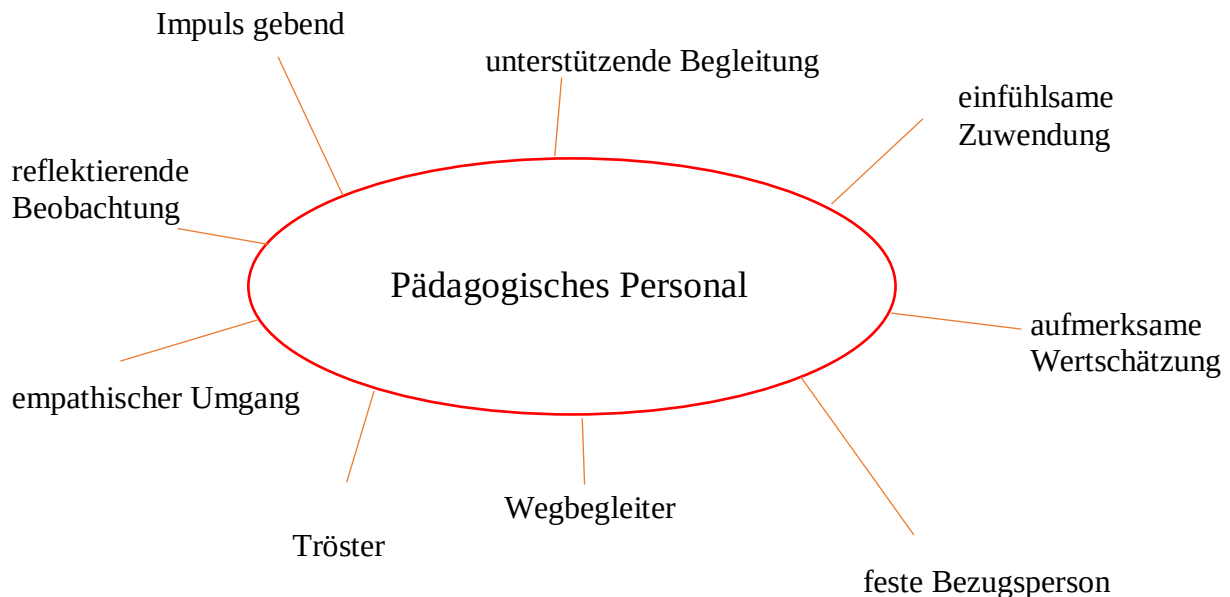 Impuls gebend
unterstützende Begleitung
einfühlsame
Zuwendung
reflektierende
Beobachtung
Pädagogisches Personal
aufmerksame
Wertschätzung
empathischer Umgang
Wegbegleiter
Tröster
feste Bezugsperson